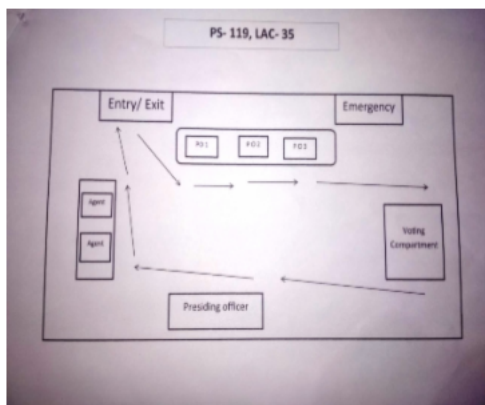 PS- 119, LAC- 35
Entry/ Exit
Emergency
PO1
PO2
PO3
Agent
Agent
Voting
Compartment
Presiding officer